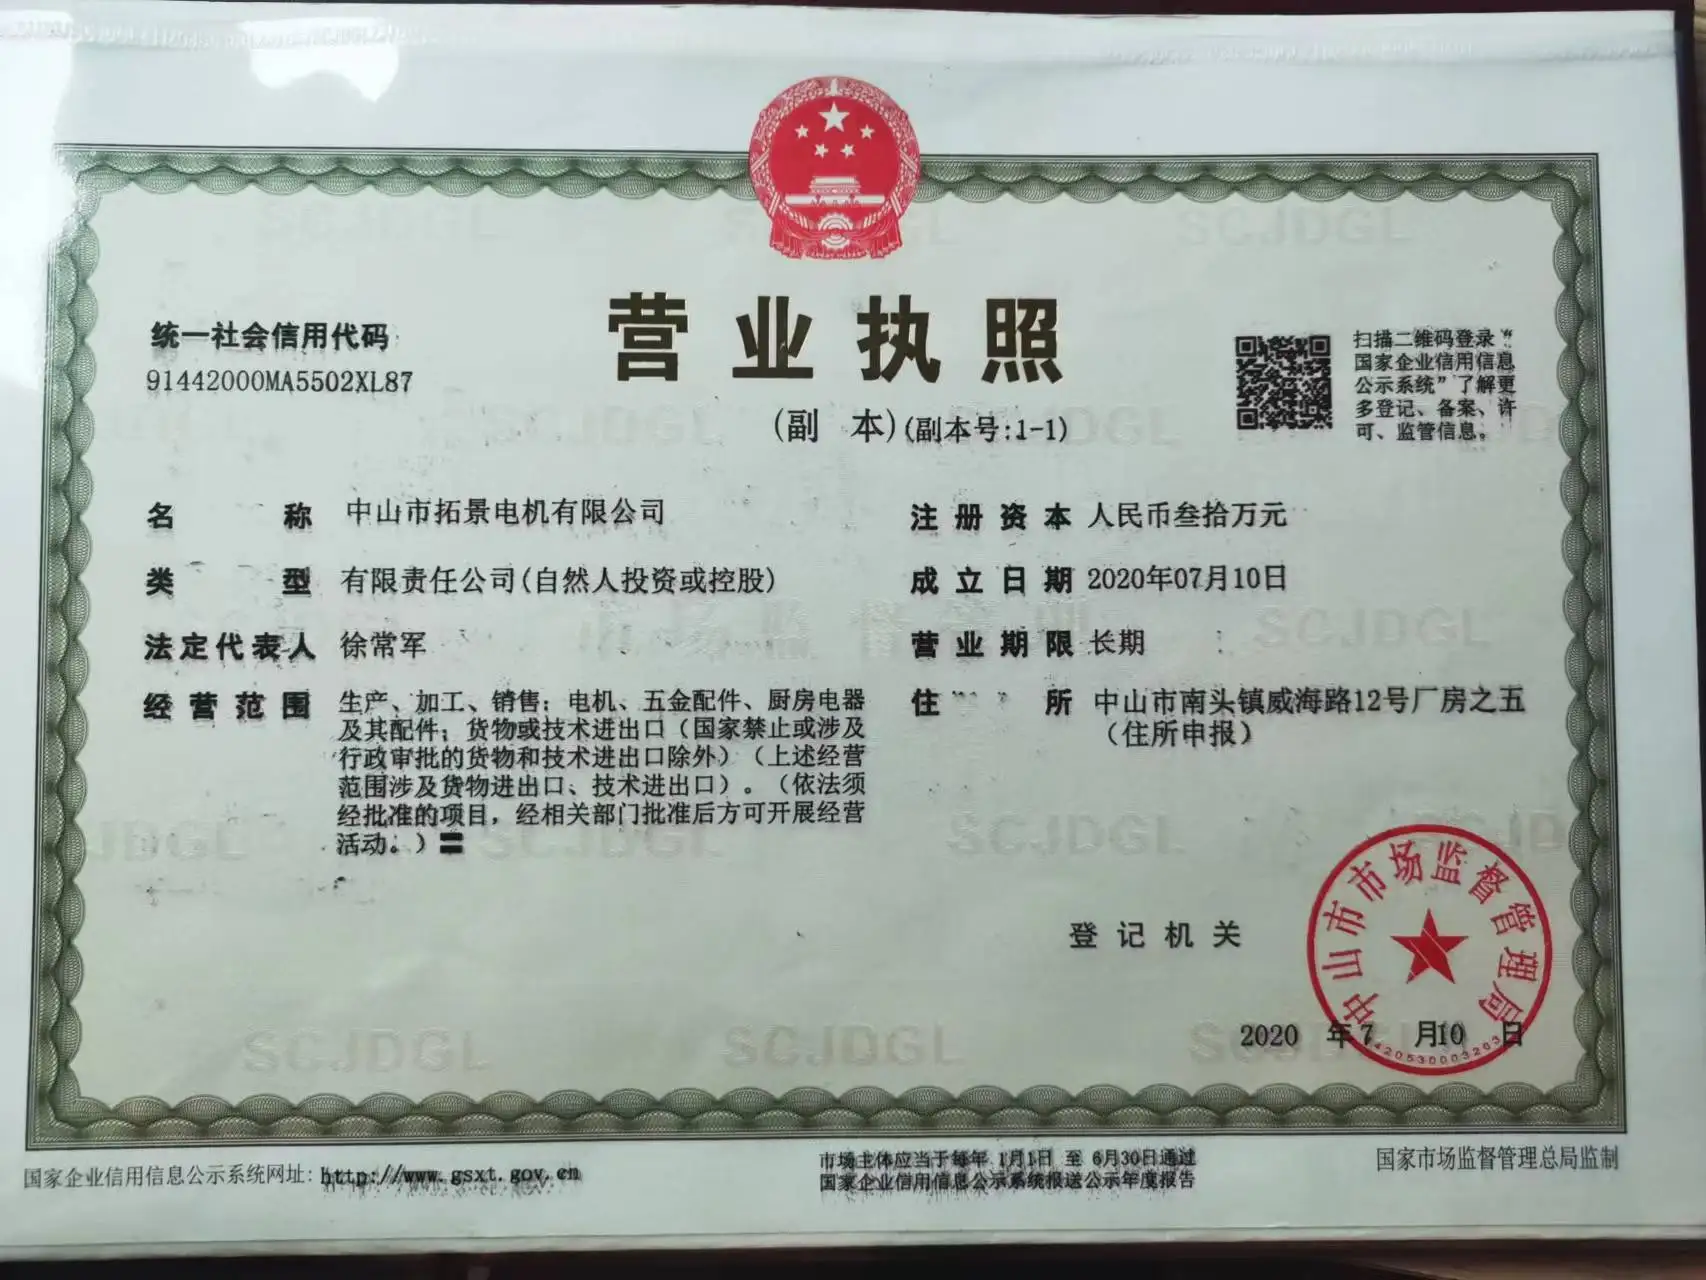 统一社会信用代码
91442000MA5502XL87
营业执照
(副 本)(副本号:1-1)
扫描二维码登录“
国家企业信用信息
公示系统”了解更
多登记、备案、许
可、监管信息。
名 称 中山市拓景电机有限公司
类 型 有限责任公司(自然人投资或控股)
法定代表人 徐常军
经营范围 生产、加工、销售：电机、五金配件、厨房电器
及其配件；货物或技术进出口（国家禁止或涉及
行政审批的货物和技术进出口除外）（上述经营
范围涉及货物进出口、技术进出口）。（依法须
经批准的项目，经相关部门批准后方可开展经营
活动。）〓
注册资本 人民币叁拾万元
成立日期 2020年07月10日
营业期限 长期
住 所 中山市南头镇威海路12号厂房之五
（住所申报）
登记机关
中山市市场监督管理局
2020 年 7 月 10 日
国家企业信用信息公示系统网址: http://www.gsxt.gov.cn
市场主体应当于每年 1月1日 至 6月30日通过
国家企业信用信息公示系统报送公示年度报告
国家市场监督管理总局监制
SCJDGL
市场监督管理